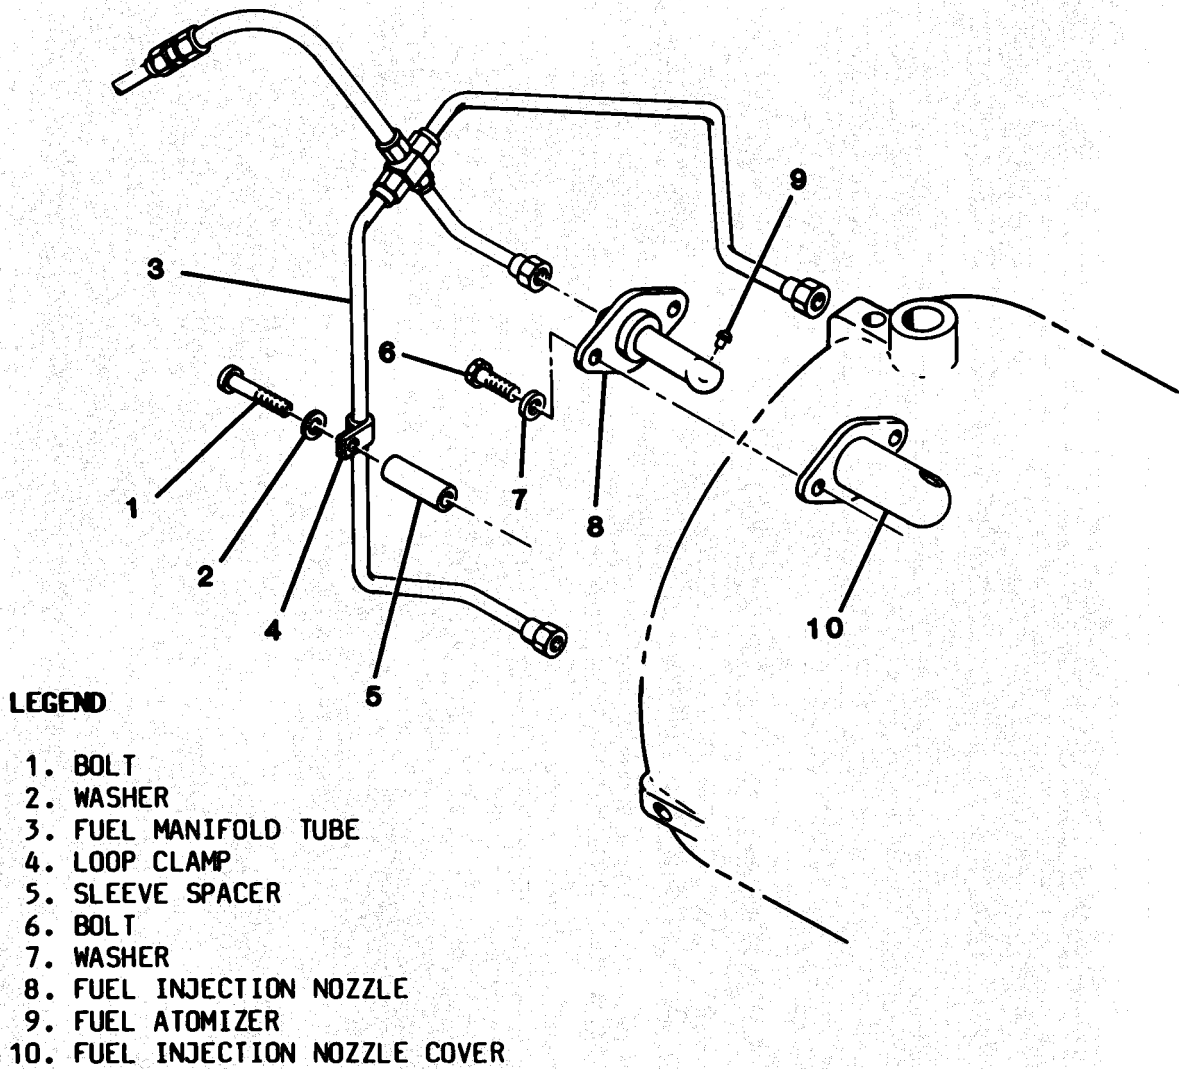 9
3
6
1
7
8
2
4
10
5
LEGEND
1. BOLT
2. WASHER
3. FUEL MANIFOLD TUBE
4. LOOP CLAMP
5. SLEEVE SPACER
6. BOLT
7. WASHER
8. FUEL INJECTION NOZZLE
9. FUEL ATOMIZER
10. FUEL INJECTION NOZZLE COVER